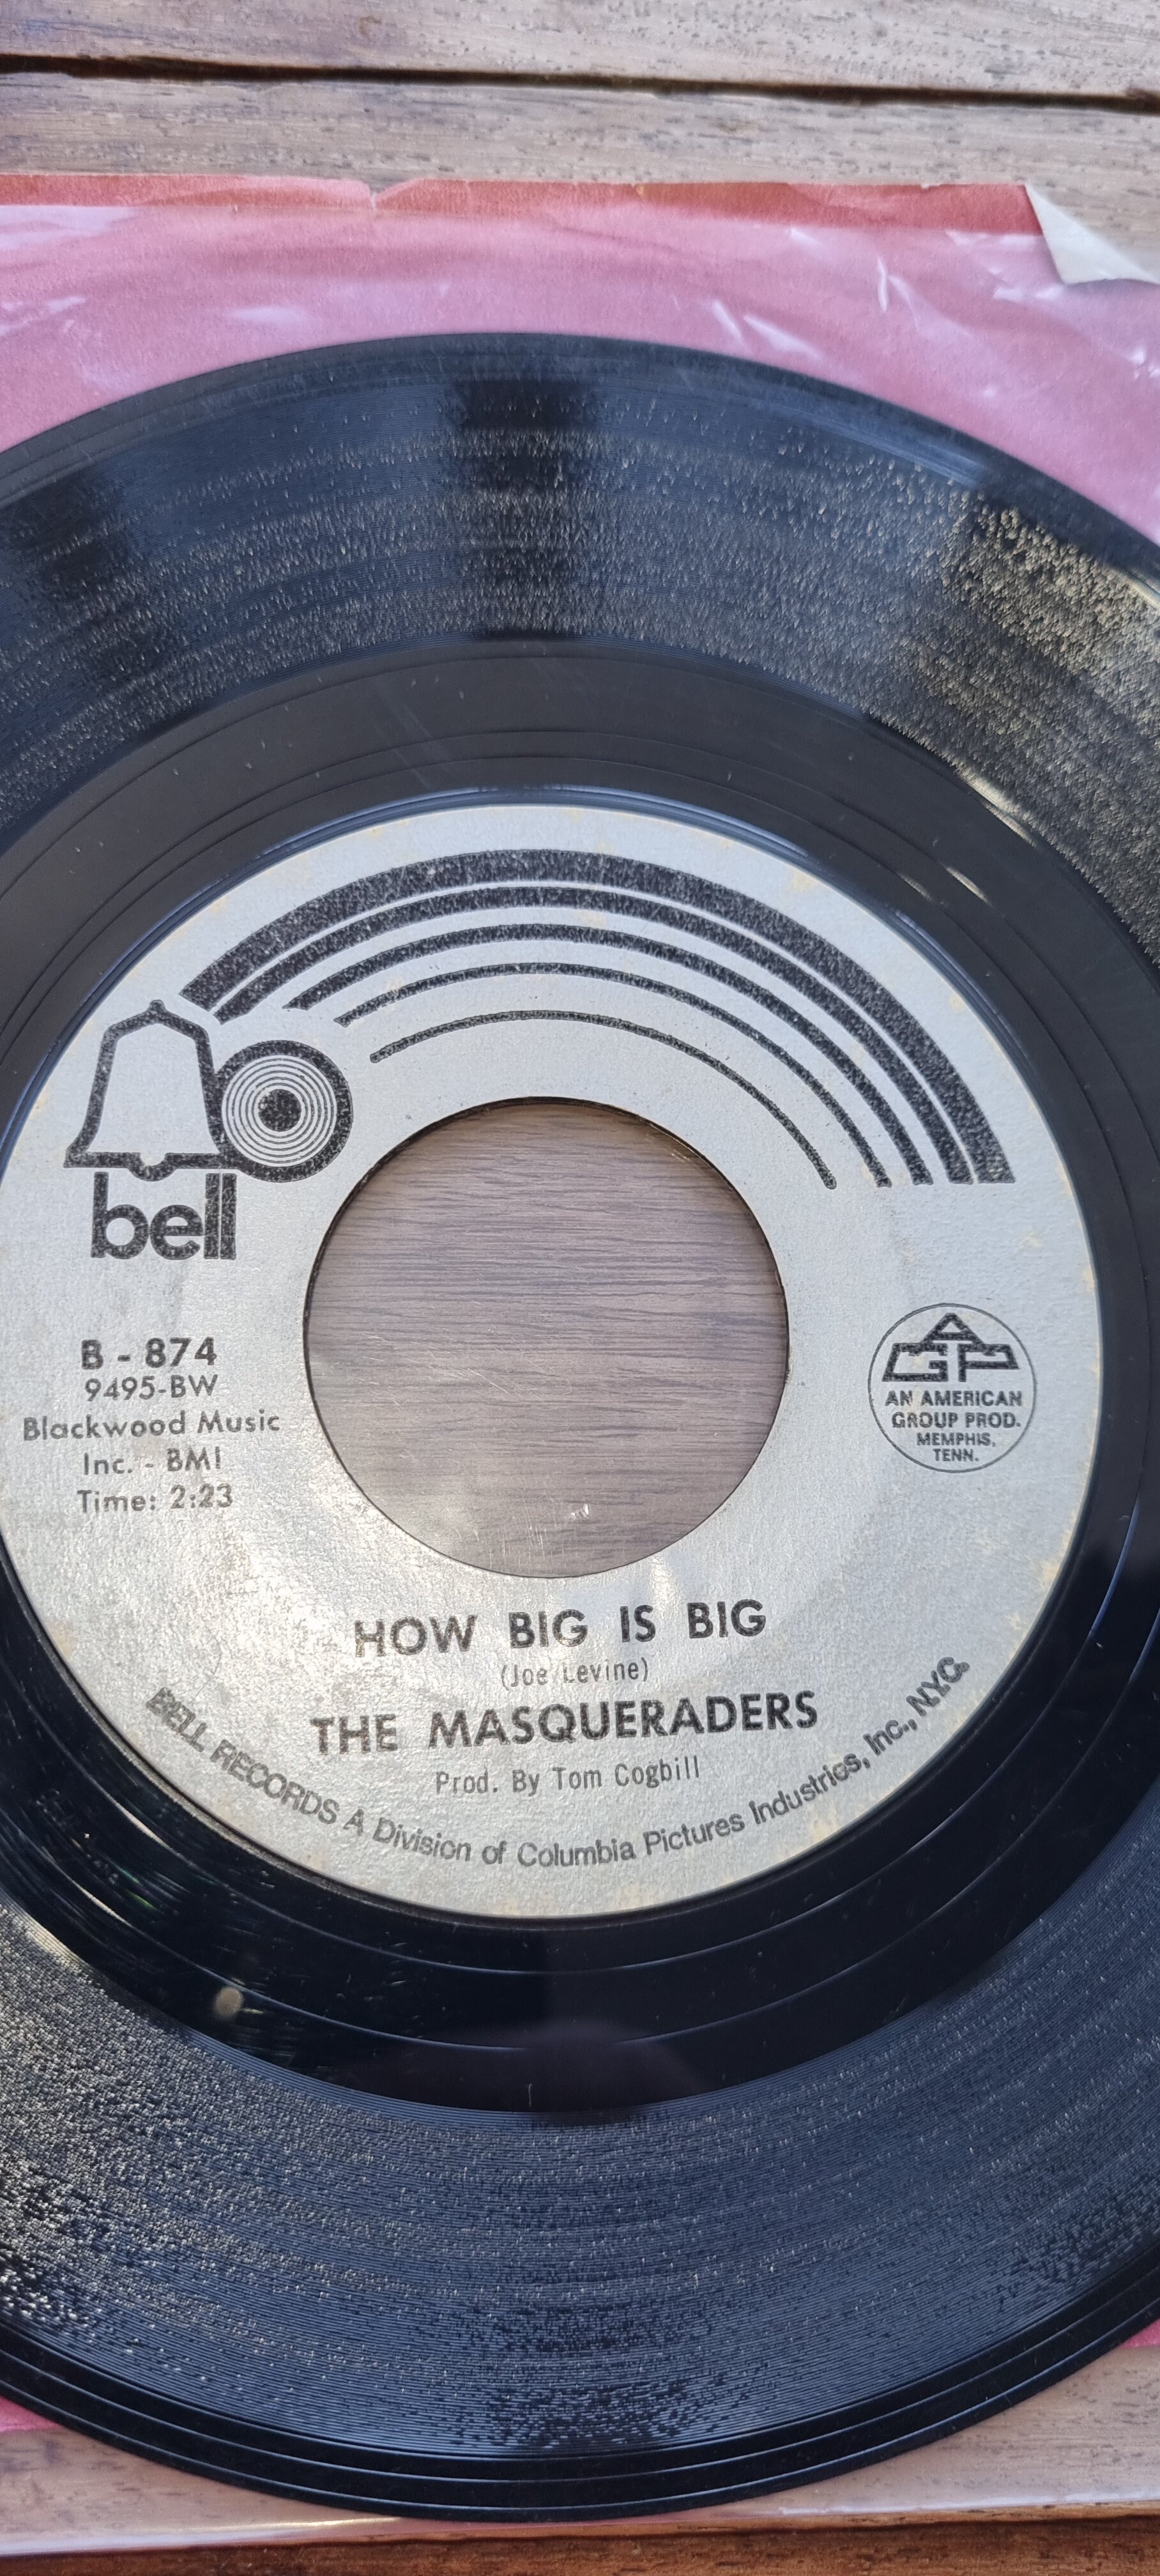 bell
B - 874
9495-BW
Blackwood Music
Inc. - BMI
Time: 2:23
AGP
AN AMERICAN
GROUP PROD.
MEMPHIS,
TENN.
HOW BIG IS BIG
(Joe Levine)
THE MASQUERADERS
Prod. By Tom Cogbill
BELL RECORDS A Division of Columbia Pictures Industries, Inc., N.Y.C.